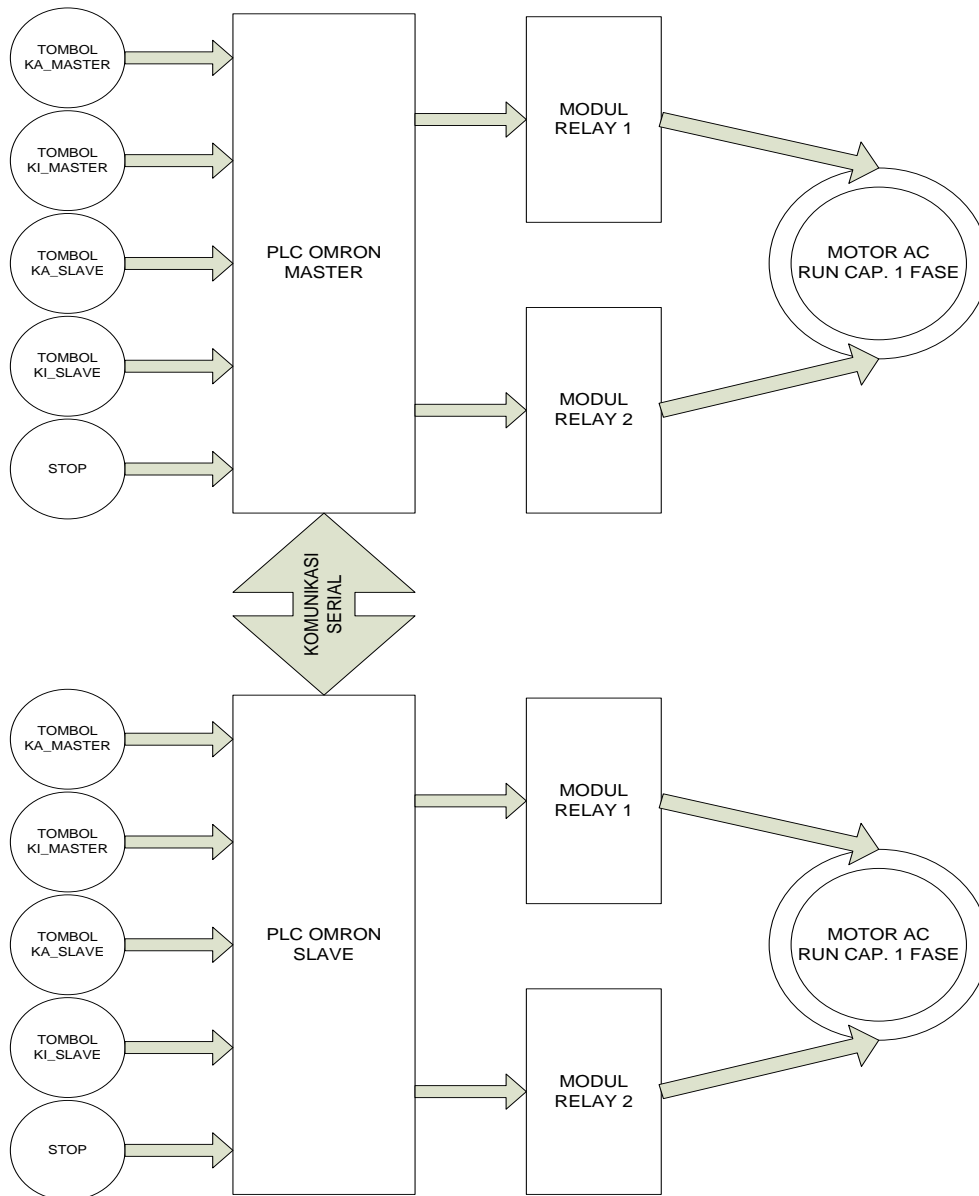 TOMBOL
KA_MASTER
TOMBOL
KI_MASTER
TOMBOL
KA_SLAVE
TOMBOL
KI_SLAVE
STOP
PLC OMRON
MASTER
MODUL
RELAY 1
MODUL
RELAY 2
MOTOR AC
RUN CAP. 1 FASE
KOMUNIKASI
SERIAL
TOMBOL
KA_MASTER
TOMBOL
KI_MASTER
TOMBOL
KA_SLAVE
TOMBOL
KI_SLAVE
STOP
PLC OMRON
SLAVE
MODUL
RELAY 1
MODUL
RELAY 2
MOTOR AC
RUN CAP. 1 FASE